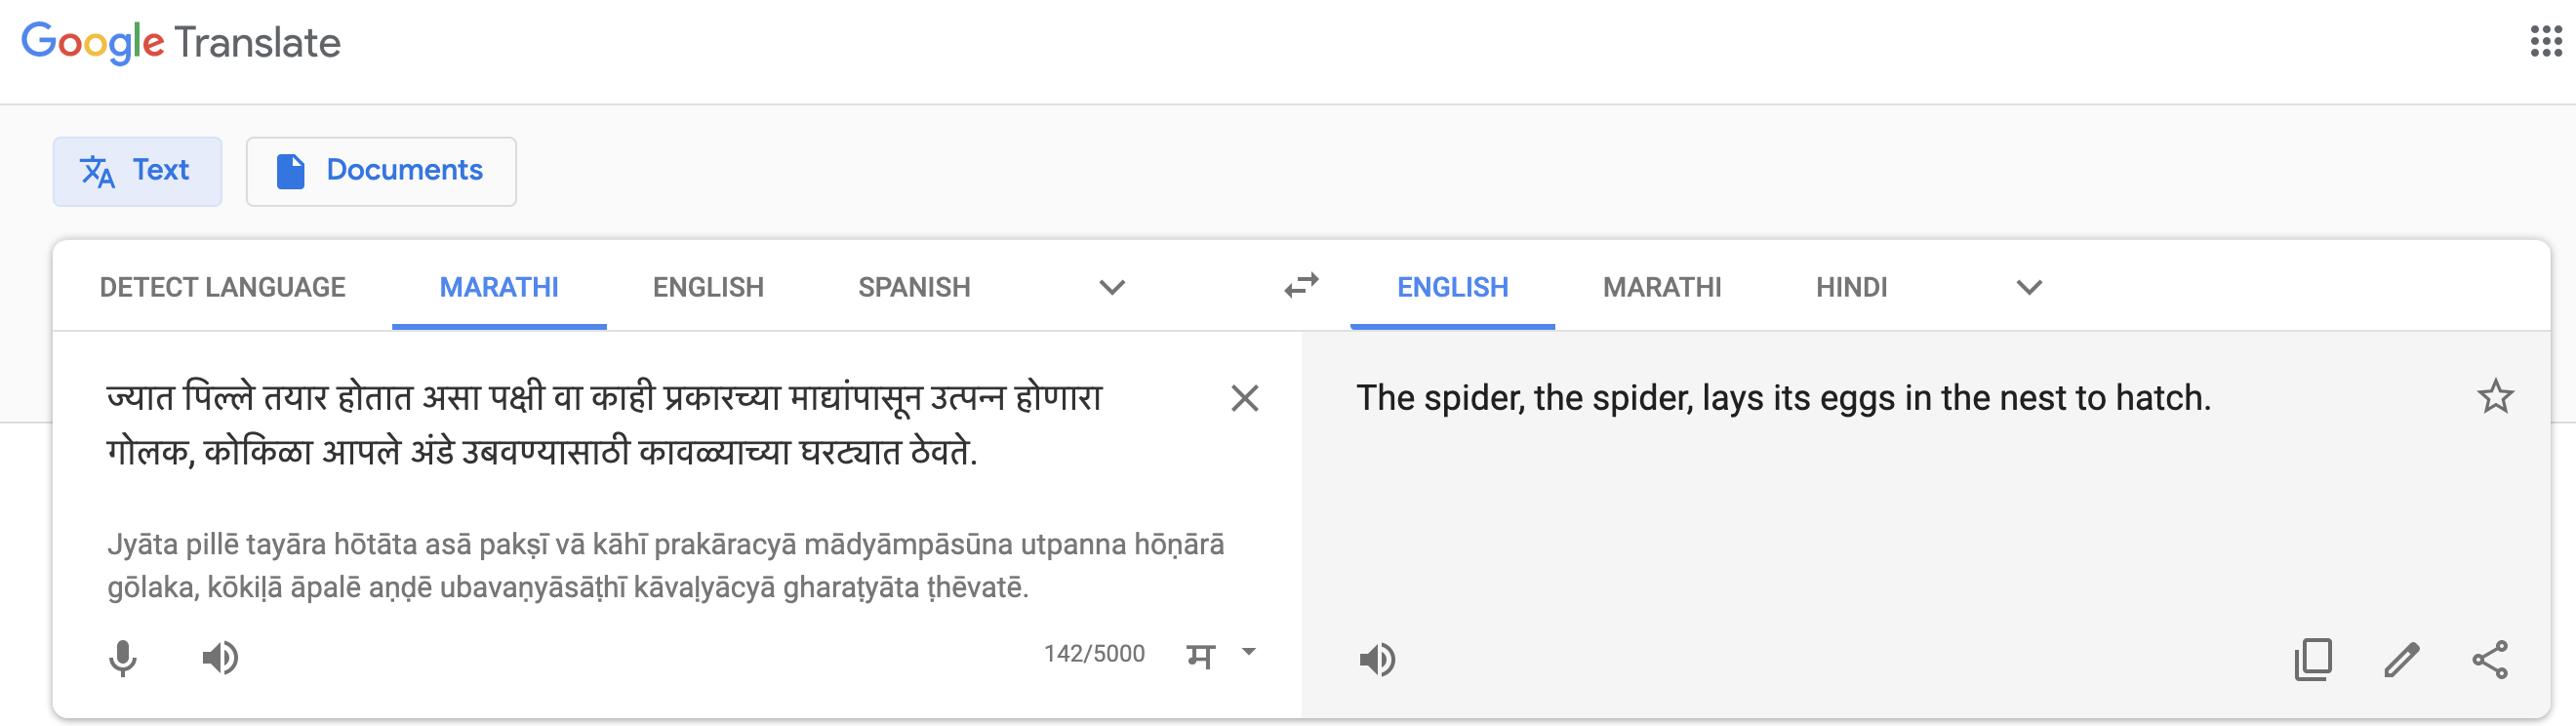 Google Translate
Text
Documents
DETECT LANGUAGE MARATHI ENGLISH SPANISH
ENGLISH MARATHI HINDI
ज्यात पिल्ले तयार होतात असा पक्षी वा काही प्रकारच्या माद्यांपासून उत्पन्न होणारा
गोलक, कोकिळा आपले अंडे उबवण्यासाठी कावळ्याच्या घरट्यात ठेवते.
Jyāta pillē tayāra hōtāta asā pakṣī vā kāhī prakāracyā mādyāmpāsūna utpanna hōṇārā
gōlaka, kōkiḷā āpalē aṇḍē ubavaṇyāsāṭhī kāvaḷyācyā gharaṭyāta ṭhēvatē.
142/5000 म
The spider, the spider, lays its eggs in the nest to hatch.